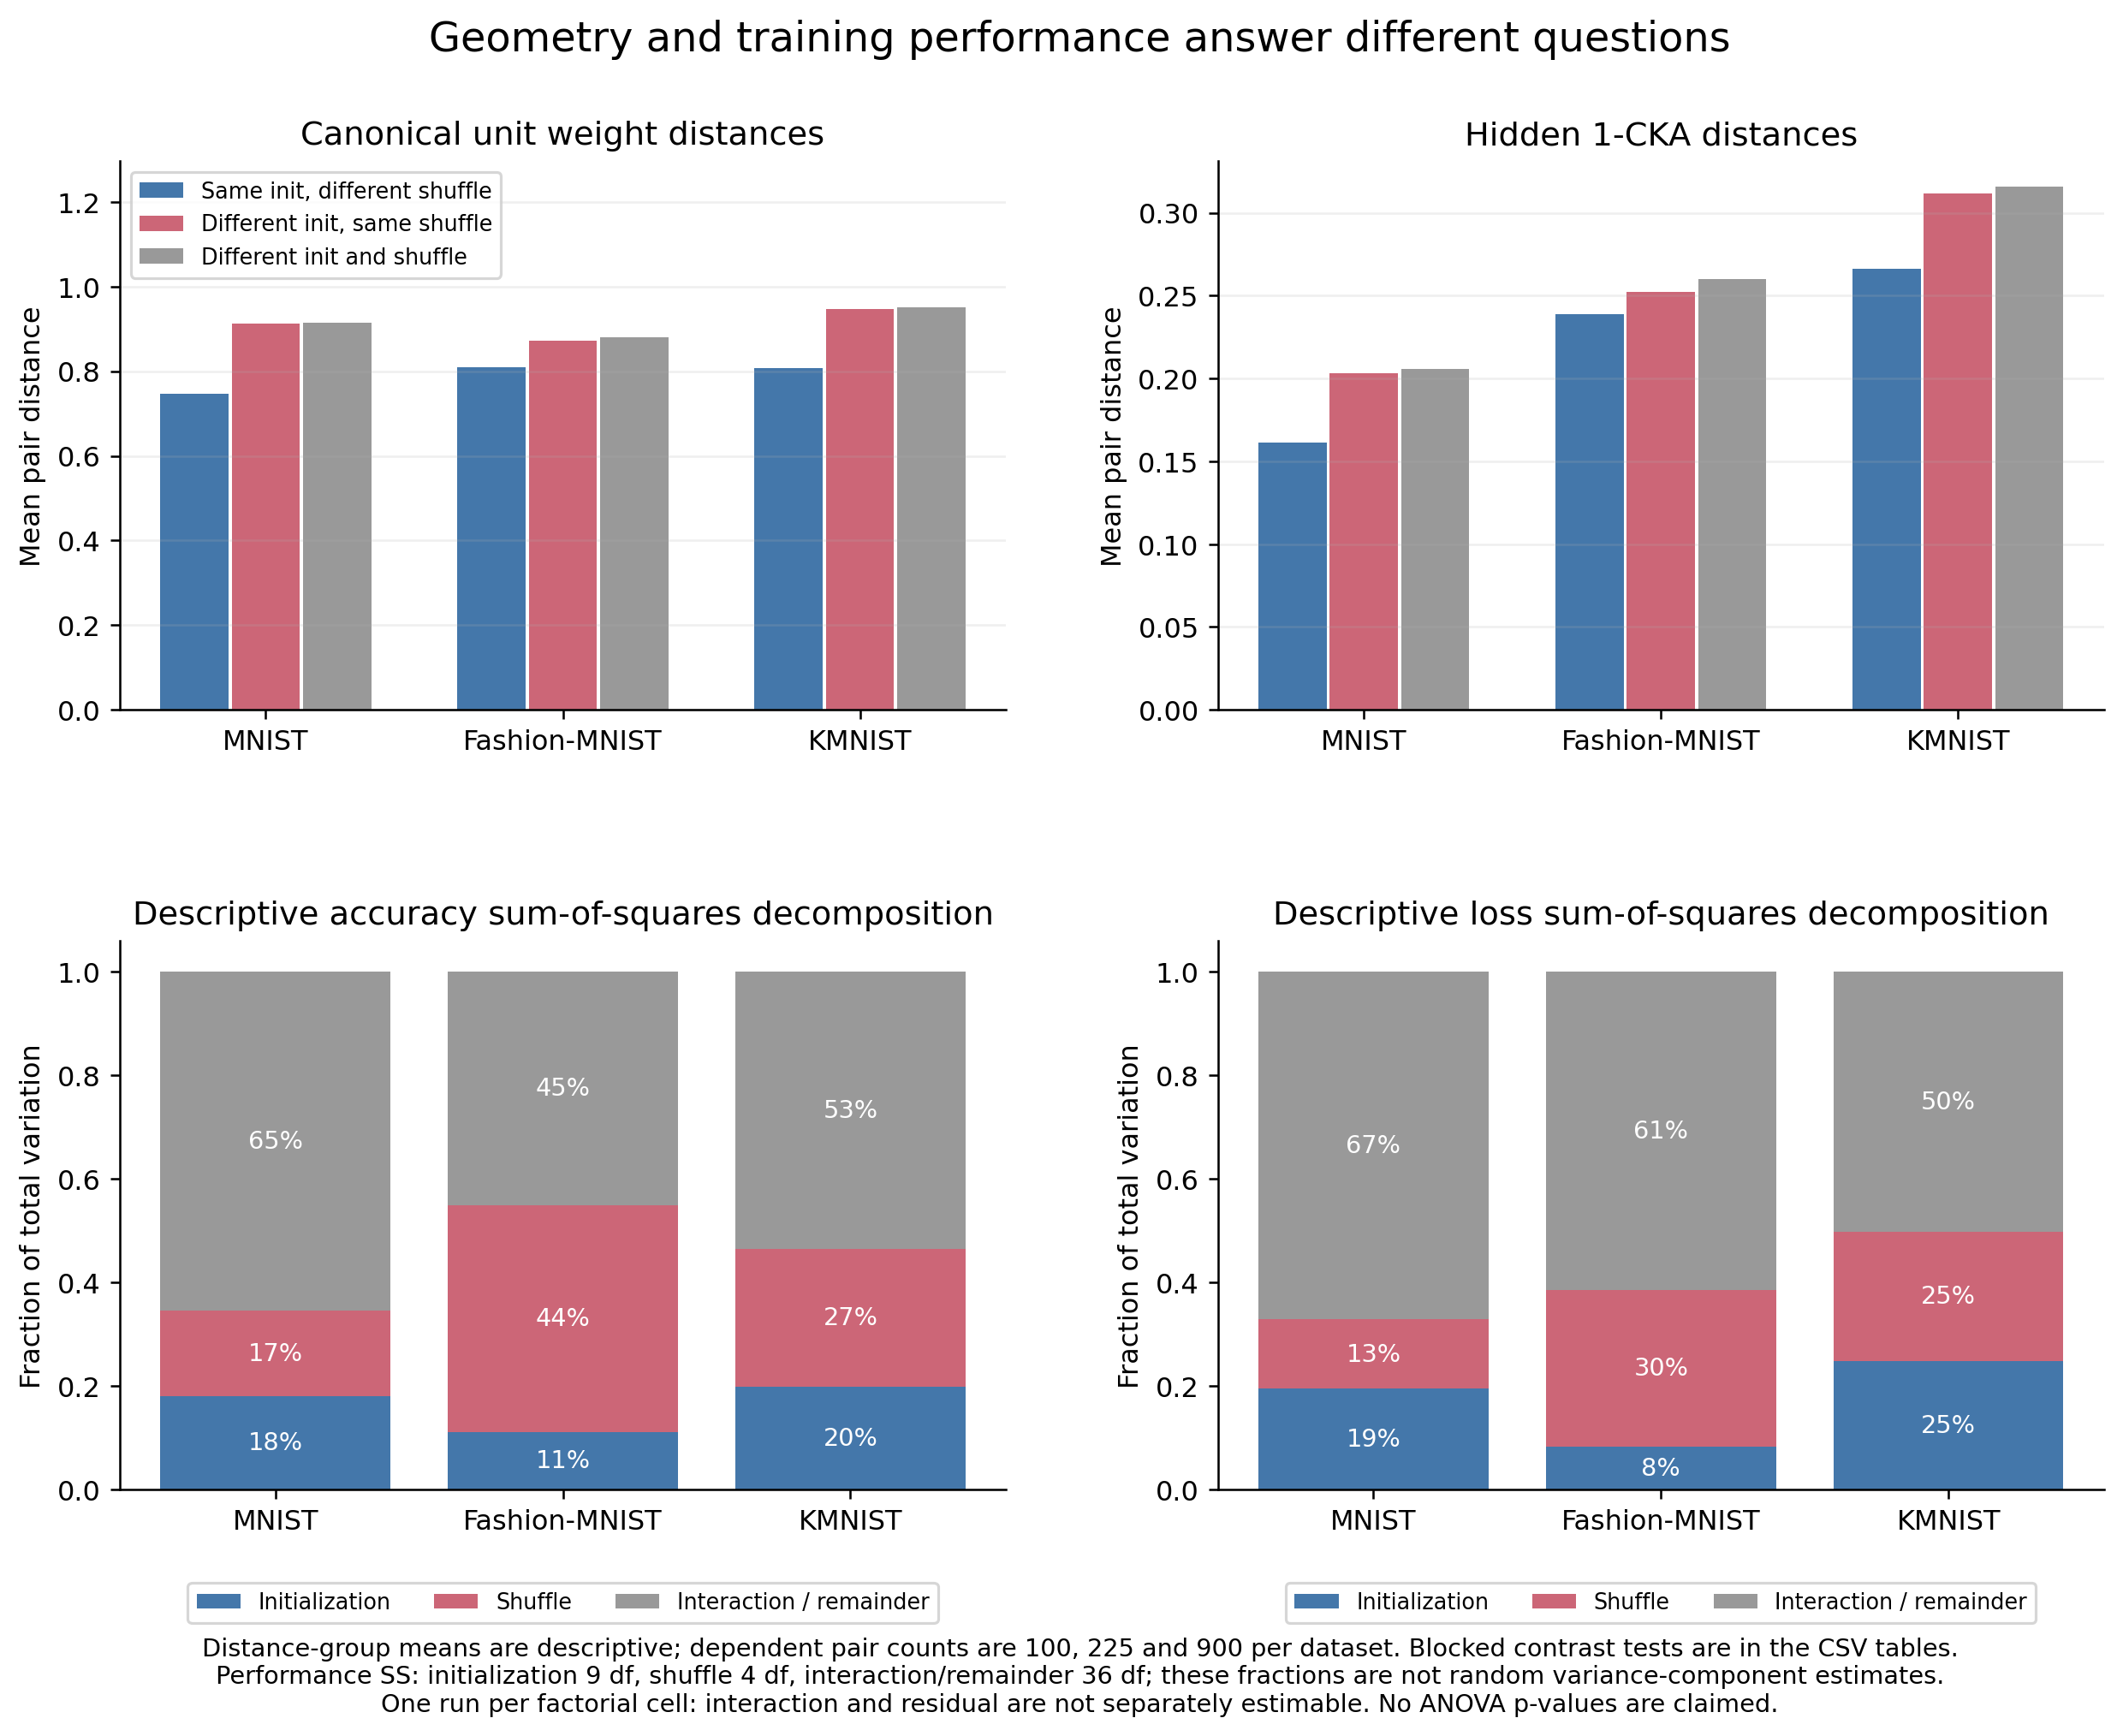 Geometry and training performance answer different questions
Canonical unit weight distances
Mean pair distance
1.2
1.0
0.8
0.6
0.4
0.2
0.0
Same init, different shuffle
Different init, same shuffle
Different init and shuffle
MNIST
Fashion-MNIST
KMNIST
Hidden 1-CKA distances
Mean pair distance
0.30
0.25
0.20
0.15
0.10
0.05
0.00
MNIST
Fashion-MNIST
KMNIST
Descriptive accuracy sum-of-squares decomposition
Fraction of total variation
1.0
0.8
0.6
0.4
0.2
0.0
65%
17%
18%
45%
44%
11%
53%
27%
20%
MNIST
Fashion-MNIST
KMNIST
Initialization
Shuffle
Interaction / remainder
Descriptive loss sum-of-squares decomposition
Fraction of total variation
1.0
0.8
0.6
0.4
0.2
0.0
67%
13%
19%
61%
30%
8%
50%
25%
25%
MNIST
Fashion-MNIST
KMNIST
Initialization
Shuffle
Interaction / remainder
Distance-group means are descriptive; dependent pair counts are 100, 225 and 900 per dataset. Blocked contrast tests are in the CSV tables.
Performance SS: initialization 9 df, shuffle 4 df, interaction/remainder 36 df; these fractions are not random variance-component estimates.
One run per factorial cell: interaction and residual are not separately estimable. No ANOVA p-values are claimed.